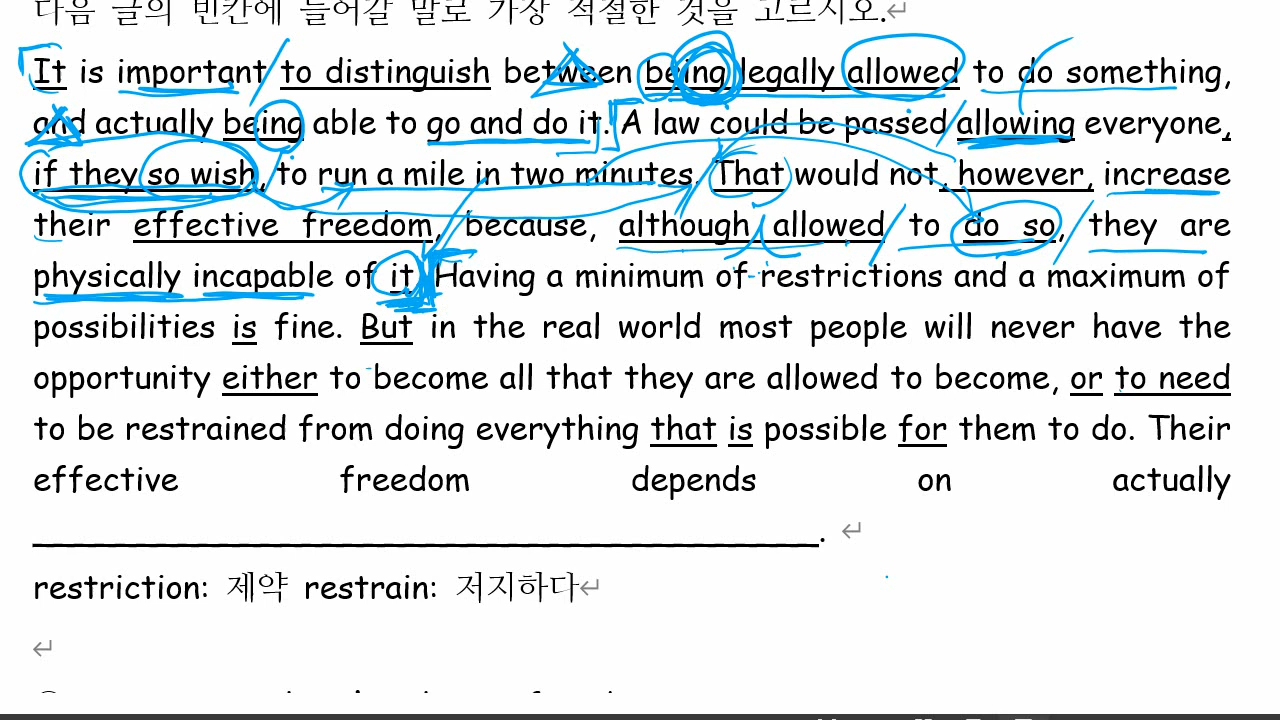 다음 글의 빈칸에 들어갈 말로 가장 적절한 것을 고르시오.
It is important to distinguish between being legally allowed to do something,
and actually being able to go and do it. A law could be passed allowing everyone,
if they so wish, to run a mile in two minutes. That would not, however, increase
their effective freedom, because, although allowed to do so, they are
physically incapable of it. Having a minimum of restrictions and a maximum of
possibilities is fine. But in the real world most people will never have the
opportunity either to become all that they are allowed to become, or to need
to be restrained from doing everything that is possible for them to do. Their
effective freedom depends on actually
________________________________________.
restriction: 제약 restrain: 저지하다